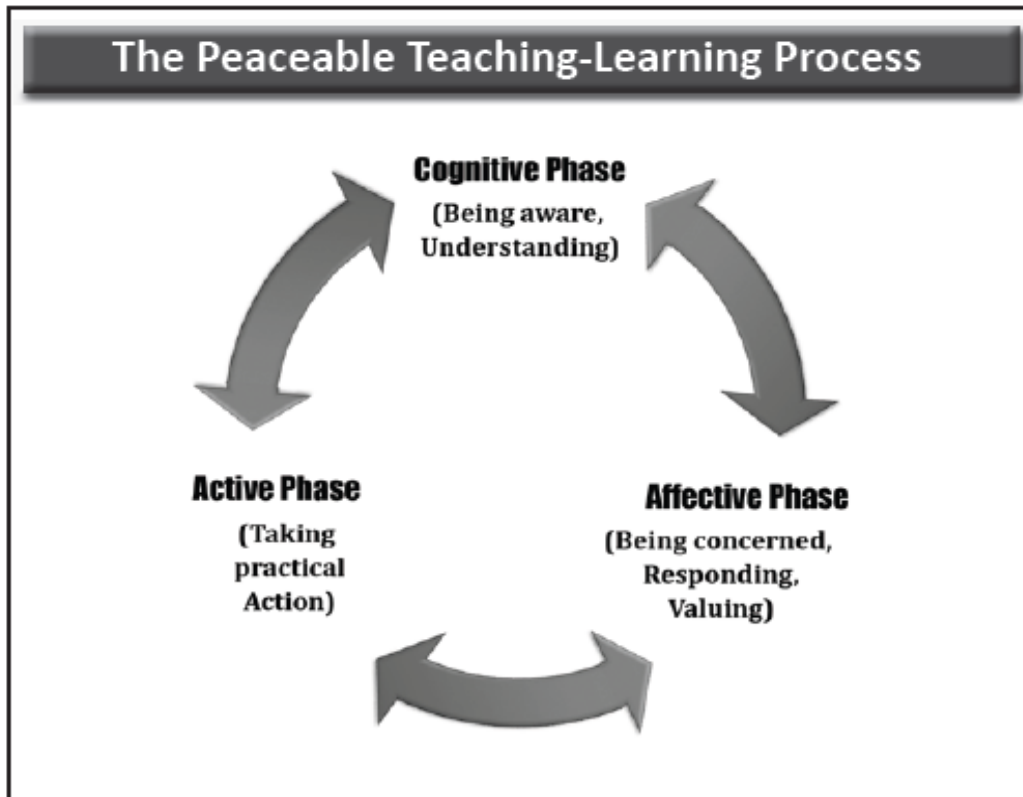 The Peaceable Teaching-Learning Process
Cognitive Phase
(Being aware,
Understanding)
Active Phase
(Taking
practical
Action)
Affective Phase
(Being concerned,
Responding,
Valuing)